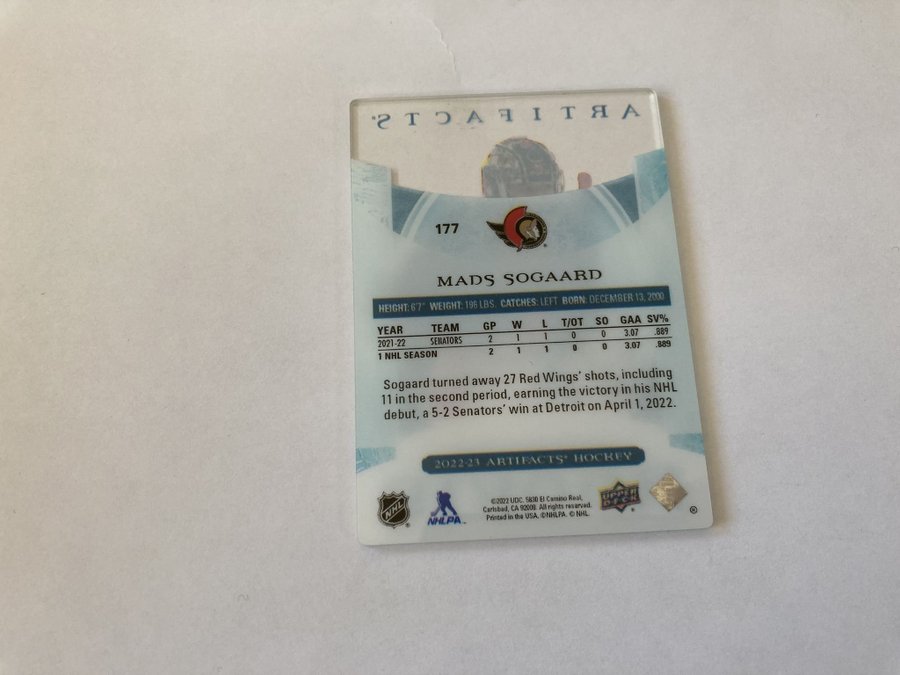 ARTIFACTS®
177
®
MADS SOGAARD
HEIGHT: 6'7" WEIGHT: 196 LBS. CATCHES: LEFT BORN: DECEMBER 13, 2000
YEAR TEAM GP W L T/OT SO GAA SV%
2021-22 SENATORS 2 1 1 0 0 3.07 .889
1 NHL SEASON 2 1 1 0 0 3.07 .889
Sogaard turned away 27 Red Wings' shots, including
11 in the second period, earning the victory in his NHL
debut, a 5-2 Senators' win at Detroit on April 1, 2022.
2022-23 ARTIFACTS® HOCKEY
NHL
®
NHLPA™
©2022 UDC. 5830 El Camino Real,
Carlsbad, CA 92008. All rights reserved.
Printed in the USA. ©NHLPA. © NHL.
UPPER
DECK
®
®